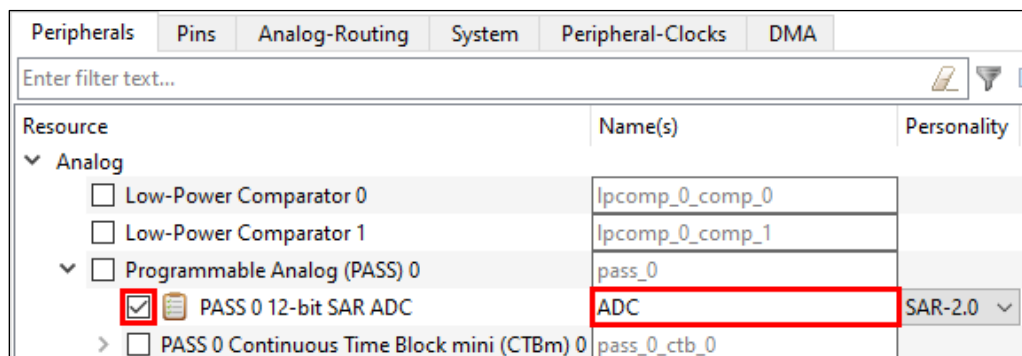 Peripherals Pins Analog-Routing System Peripheral-Clocks DMA
Enter filter text...
Resource Name(s) Personality
Analog
Low-Power Comparator 0 lpcomp_0_comp_0
Low-Power Comparator 1 lpcomp_0_comp_1
Programmable Analog (PASS) 0 pass_0
PASS 0 12-bit SAR ADC ADC SAR-2.0
PASS 0 Continuous Time Block mini (CTBm) 0 pass_0_ctb_0